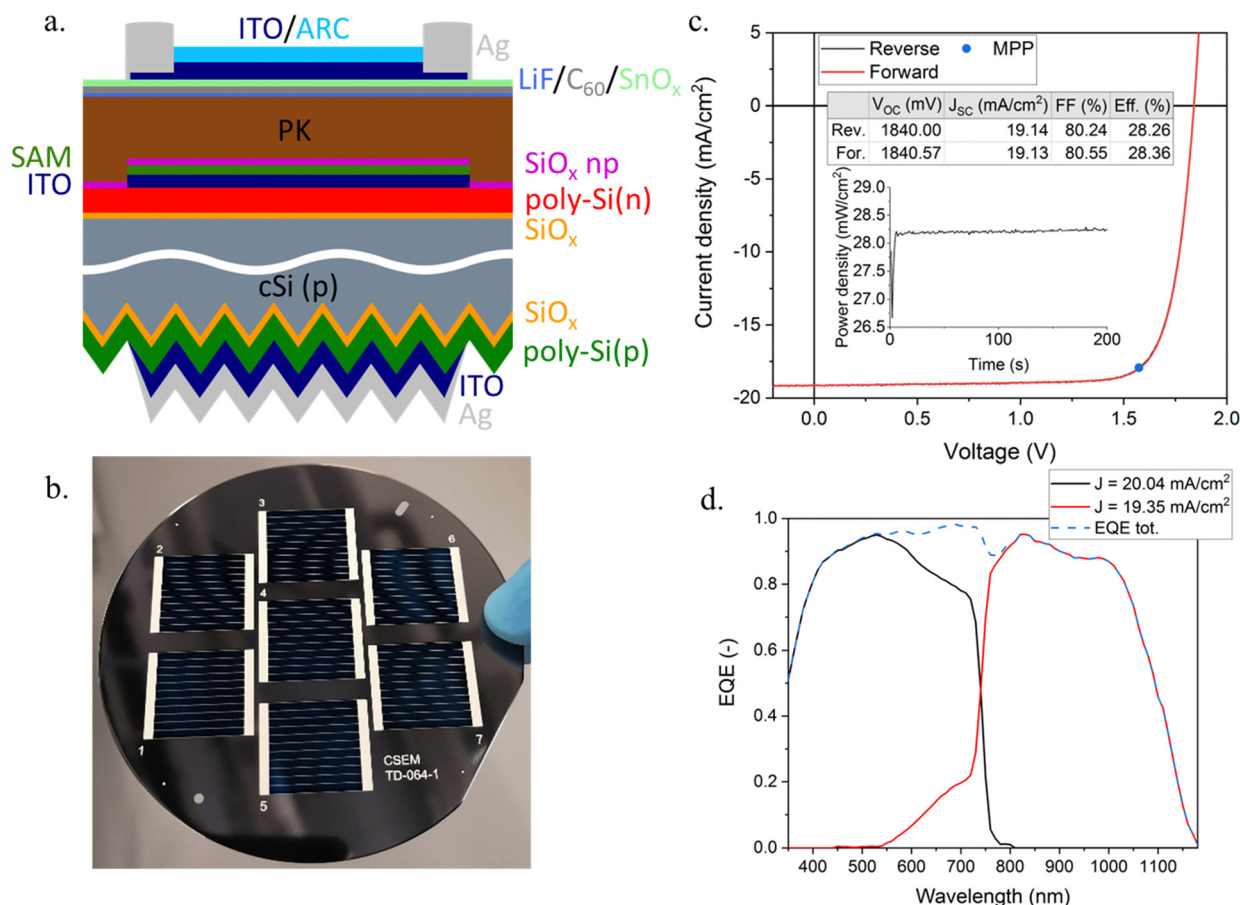 a.
ITO/ARC
Ag
LiF/C₆₀/SnOₓ
PK
SAM
SiOₓ np
ITO
poly-Si(n)
SiOₓ
cSi (p)
SiOₓ
poly-Si(p)
ITO
Ag
b.
3
2
6
4
1
7
CSEM
TD-064-1
5
c.
Reverse MPP
Forward
V_OC (mV) J_SC (mA/cm²) FF (%) Eff. (%)
Rev. 1840.00 19.14 80.24 28.26
For. 1840.57 19.13 80.55 28.36
5
0
-5
-10
-15
-20
Current density (mA/cm²)
29.0
28.5
28.0
27.5
27.0
26.5
Power density (mW/cm²)
0 100 200
Time (s)
0.0 0.5 1.0 1.5 2.0
Voltage (V)
d.
J = 20.04 mA/cm²
J = 19.35 mA/cm²
EQE tot.
1.0
0.8
0.6
0.4
0.2
0.0
EQE (-)
400 500 600 700 800 900 1000 1100
Wavelength (nm)